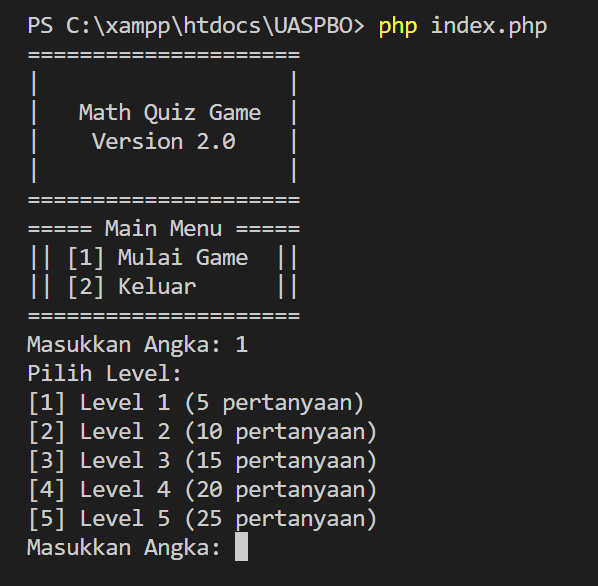 PS C:\xampp\htdocs\UASPBO> php index.php
=====================
|                   |
|   Math Quiz Game  |
|    Version 2.0    |
|                   |
=====================
===== Main Menu =====
|| [1] Mulai Game  ||
|| [2] Keluar      ||
=====================
Masukkan Angka: 1
Pilih Level:
[1] Level 1 (5 pertanyaan)
[2] Level 2 (10 pertanyaan)
[3] Level 3 (15 pertanyaan)
[4] Level 4 (20 pertanyaan)
[5] Level 5 (25 pertanyaan)
Masukkan Angka: